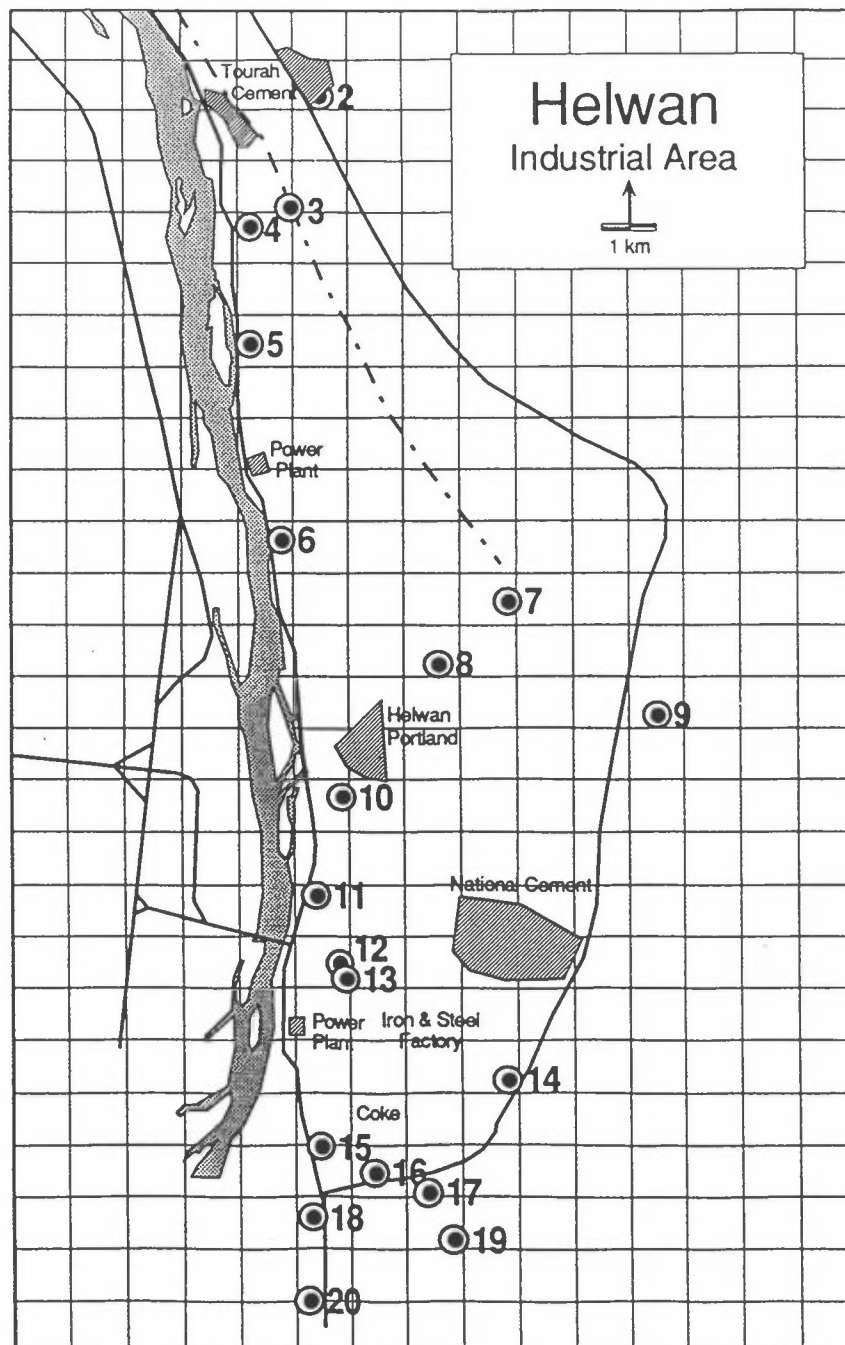 Helwan
Industrial Area
1 km
Tourah
Cement
2
3
4
5
Power
Plant
6
7
8
9
Helwan
Portland
10
11
National Cement
12
13
Power
Plant
Iron & Steel
Factory
14
Coke
15
16
17
18
19
20